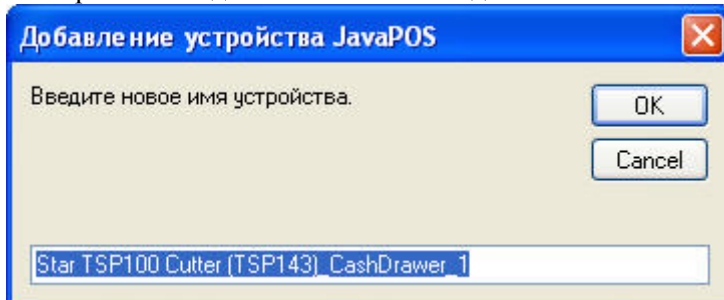 Добавление устройства JavaPOS
Введите новое имя устройства.
OK
Cancel
Star TSP100 Cutter (TSP143)_CashDrawer_1